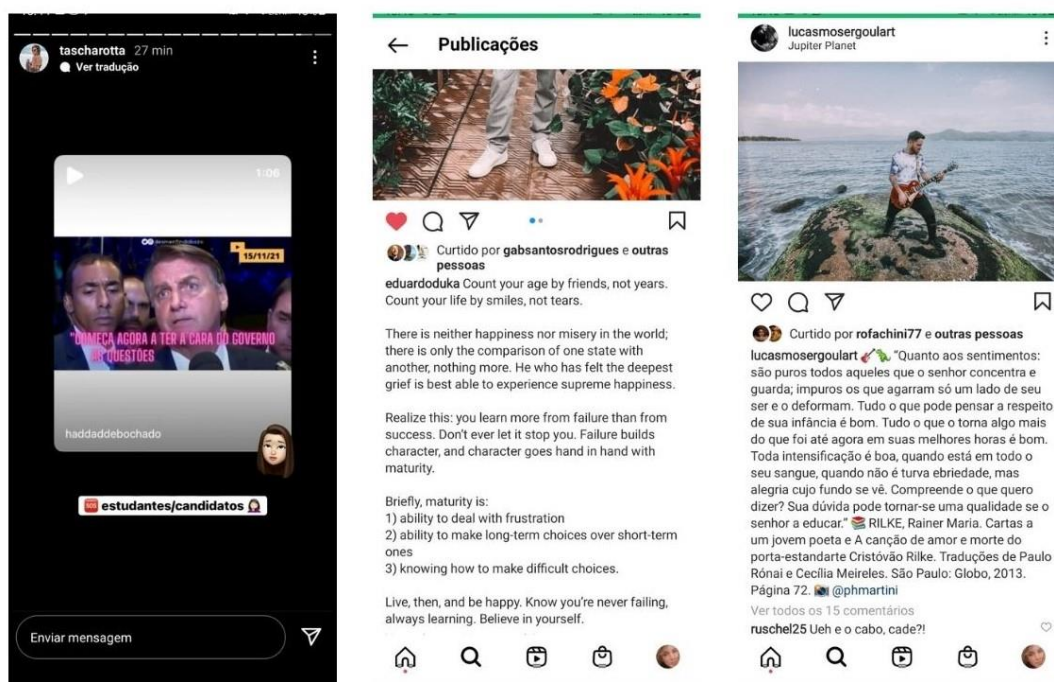 tascharotta 27 min
Ver tradução
1:06
15/11/21
"COMEÇA AGORA A TER A CARA DO GOVERNO
QUESTÕES
haddaddebochado
SOS estudantes/candidatos
Enviar mensagem
Publicações
Curtido por gabsantosrodrigues e outras
pessoas
eduardoduka Count your age by friends, not years.
Count your life by smiles, not tears.
There is neither happiness nor misery in the world;
there is only the comparison of one state with
another, nothing more. He who has felt the deepest
grief is best able to experience supreme happiness.
Realize this: you learn more from failure than from
success. Don't ever let it stop you. Failure builds
character, and character goes hand in hand with
maturity.
Briefly, maturity is:
1) ability to deal with frustration
2) ability to make long-term choices over short-term
ones
3) knowing how to make difficult choices.
Live, then, and be happy. Know you're never failing,
always learning. Believe in yourself.
lucasmosergoulart
Jupiter Planet
Curtido por rofachini77 e outras pessoas
lucasmosergoulart "Quanto aos sentimentos:
são puros todos aqueles que o senhor concentra e
guarda; impuros os que agarram só um lado de seu
ser e o deformam. Tudo o que pode pensar a respeito
de sua infância é bom. Tudo o que o torna algo mais
do que foi até agora em suas melhores horas é bom.
Toda intensificação é boa, quando está em todo o
seu sangue, quando não é turva ebriedade, mas
alegria cujo fundo se vê. Compreende o que quero
dizer? Sua dúvida pode tornar-se uma qualidade se o
senhor a educar." RILKE, Rainer Maria. Cartas a
um jovem poeta e A canção de amor e morte do
porta-estandarte Cristóvão Rilke. Traduções de Paulo
Rónai e Cecília Meireles. São Paulo: Globo, 2013.
Página 72. @phmartini
Ver todos os 15 comentários
ruschel25 Ueh e o cabo, cade?!